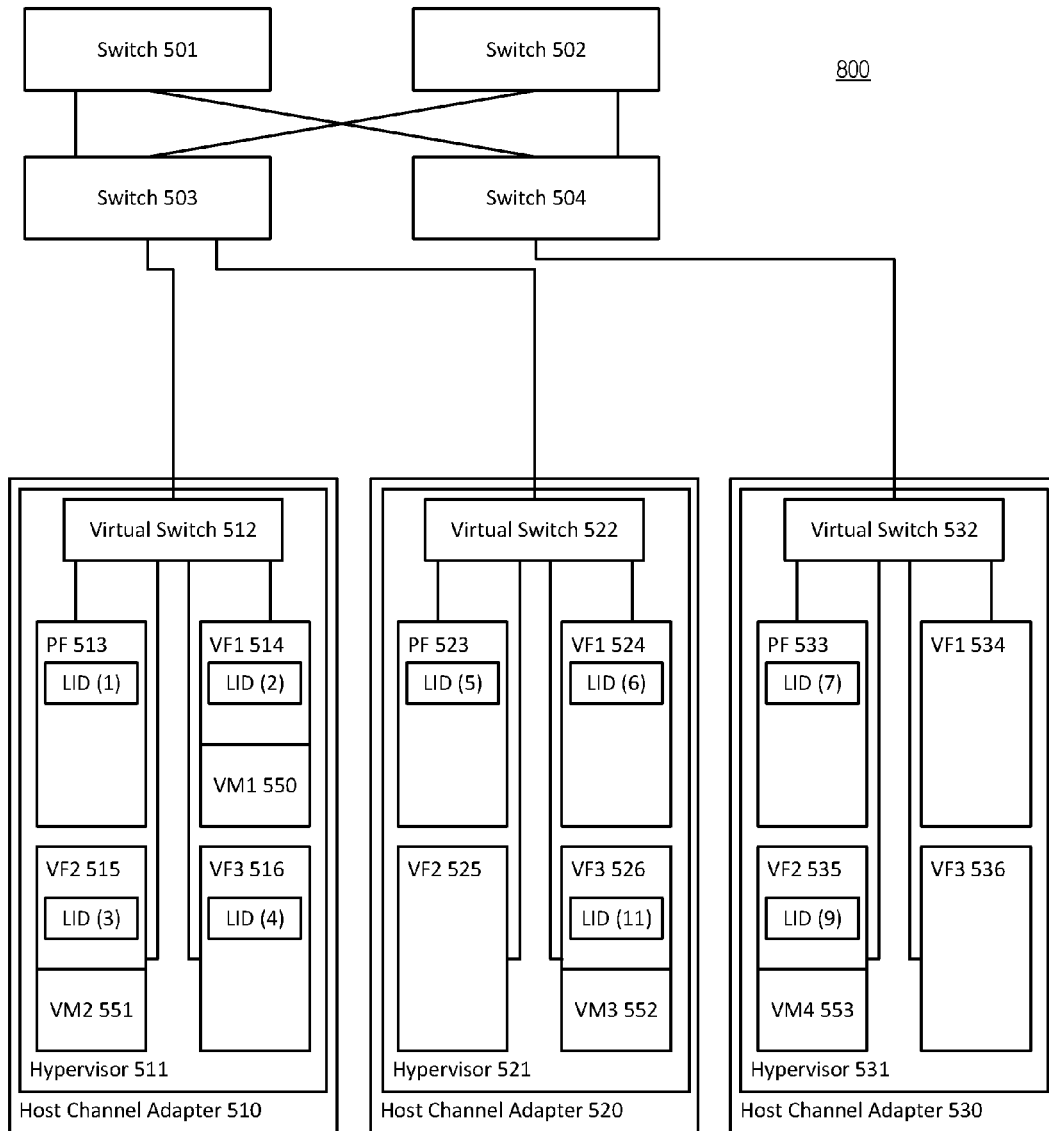 Switch 501
Switch 502
800
Switch 503
Switch 504
Virtual Switch 512
Virtual Switch 522
Virtual Switch 532
PF 513
LID (1)
VF1 514
LID (2)
VM1 550
VF2 515
LID (3)
VM2 551
VF3 516
LID (4)
Hypervisor 511
Host Channel Adapter 510
PF 523
LID (5)
VF1 524
LID (6)
VF2 525
VF3 526
LID (11)
VM3 552
Hypervisor 521
Host Channel Adapter 520
PF 533
LID (7)
VF1 534
VF2 535
LID (9)
VM4 553
VF3 536
Hypervisor 531
Host Channel Adapter 530